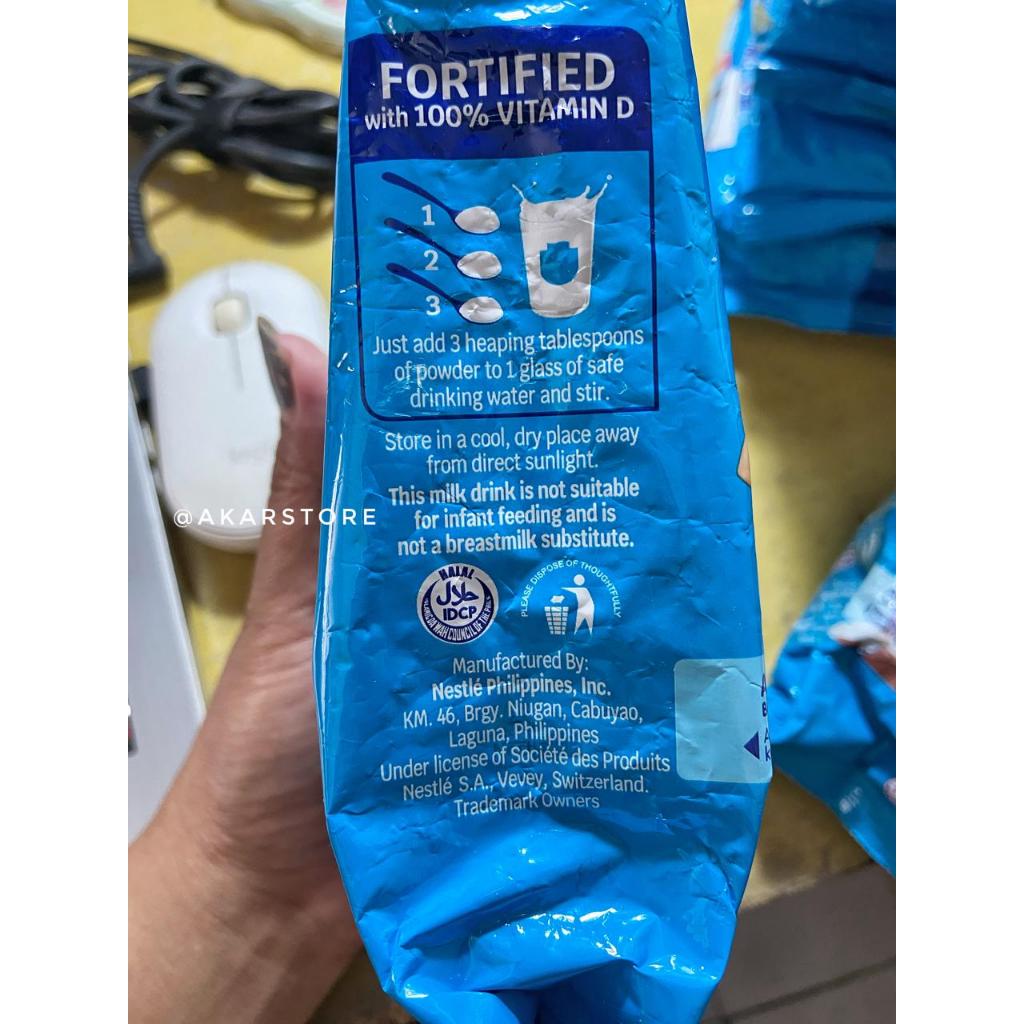 FORTIFIED
with 100% VITAMIN D
1
2
3
Just add 3 heaping tablespoons
of powder to 1 glass of safe
drinking water and stir.
Store in a cool, dry place away
from direct sunlight.
This milk drink is not suitable
for infant feeding and is
not a breastmilk substitute.
@AKARSTORE
HALAL
حلال
IDCP
COUNCIL OF THE
PLEASE DISPOSE OF THOUGHTFULLY
Manufactured By:
Nestlé Philippines, Inc.
KM. 46, Brgy. Niugan, Cabuyao,
Laguna, Philippines
Under license of Société des Produits
Nestlé S.A., Vevey, Switzerland.
Trademark Owners